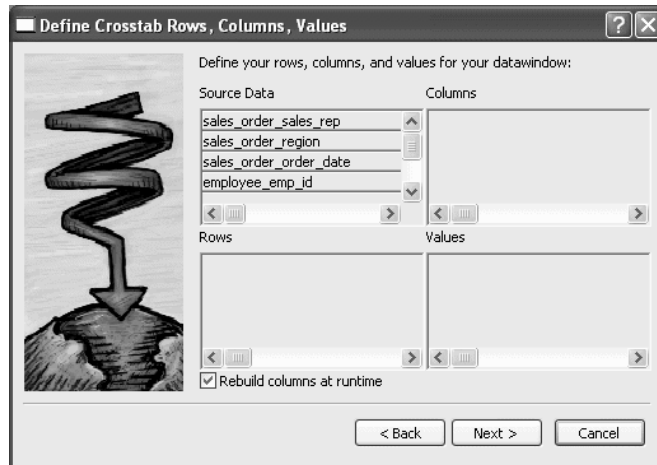 Define Crosstab Rows, Columns, Values
Define your rows, columns, and values for your datawindow:
Source Data
Columns
sales_order_sales_rep
sales_order_region
sales_order_order_date
employee_emp_id
Rows
Values
Rebuild columns at runtime
< Back
Next >
Cancel